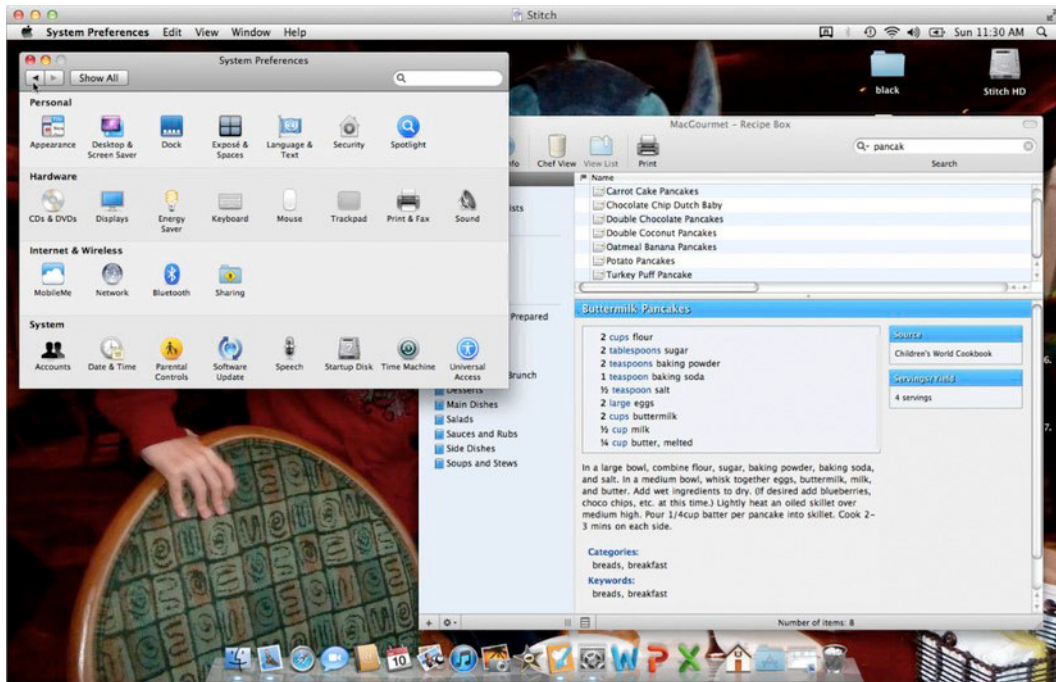 Stitch
System Preferences Edit View Window Help
Sun 11:30 AM
System Preferences
Show All
Personal
Appearance
Desktop &
Screen Saver
Dock
Exposé &
Spaces
Language &
Text
Security
Spotlight
Hardware
CDs & DVDs
Displays
Energy
Saver
Keyboard
Mouse
Trackpad
Print & Fax
Sound
Internet & Wireless
MobileMe
Network
Bluetooth
Sharing
System
Accounts
Date & Time
Parental
Controls
Software
Update
Speech
Startup Disk
Time Machine
Universal
Access
black
Stitch HD
MacGourmet – Recipe Box
Chef View
View List
Print
pancak
Search
Name
Carrot Cake Pancakes
Chocolate Chip Dutch Baby
Double Chocolate Pancakes
Double Coconut Pancakes
Oatmeal Banana Pancakes
Potato Pancakes
Turkey Puff Pancake
Prepared
Desserts
Main Dishes
Salads
Sauces and Rubs
Side Dishes
Soups and Stews
Buttermilk Pancakes
2 cups flour
2 tablespoons sugar
2 teaspoons baking powder
1 teaspoon baking soda
½ teaspoon salt
2 large eggs
2 cups buttermilk
½ cup milk
¼ cup butter, melted
Source
Children's World Cookbook
Servings/Yield
4 servings
In a large bowl, combine flour, sugar, baking powder, baking soda,
and salt. In a medium bowl, whisk together eggs, buttermilk, milk,
and butter. Add wet ingredients to dry. (If desired add blueberries,
choco chips, etc. at this time.) Lightly heat an oiled skillet over
medium high. Pour 1/4cup batter per pancake into skillet. Cook 2-
3 mins on each side.
Categories:
breads, breakfast
Keywords:
breads, breakfast
Number of items: 8
6.
7.
10
W P X